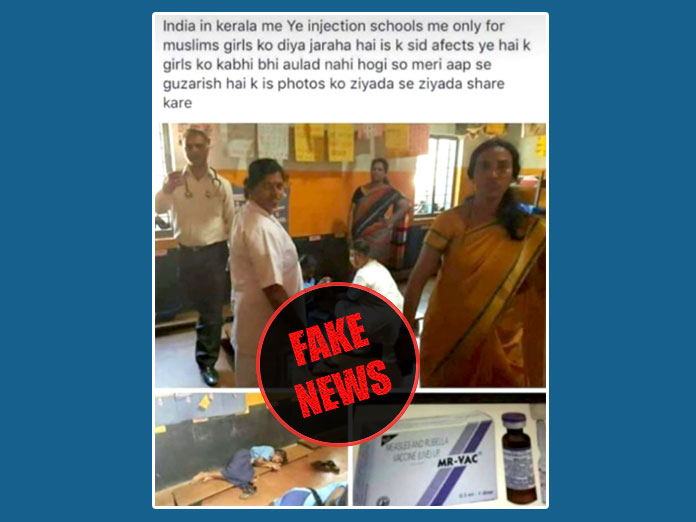 India in kerala me Ye injection schools me only for
muslims girls ko diya jaraha hai is k sid afects ye hai k
girls ko kabhi bhi aulad nahi hogi so meri aap se
guzarish hai k is photos ko ziyada se ziyada share
kare
FAKE
NEWS
MEASLES AND RUBELLA
VACCINE (LIVE) I.P.
MR-VAC